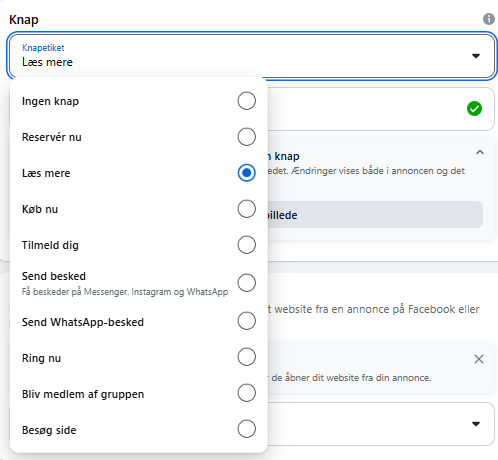 Knap
Knapetiket
Læs mere
Ingen knap
Reservér nu
Læs mere
Køb nu
Tilmeld dig
Send besked
Få beskeder på Messenger, Instagram og WhatsApp
Send WhatsApp-besked
Ring nu
Bliv medlem af gruppen
Besøg side
knap
edet. Ændringer vises både i annoncen og det
billede
t website fra en annonce på Facebook eller
de åbner dit website fra din annonce.